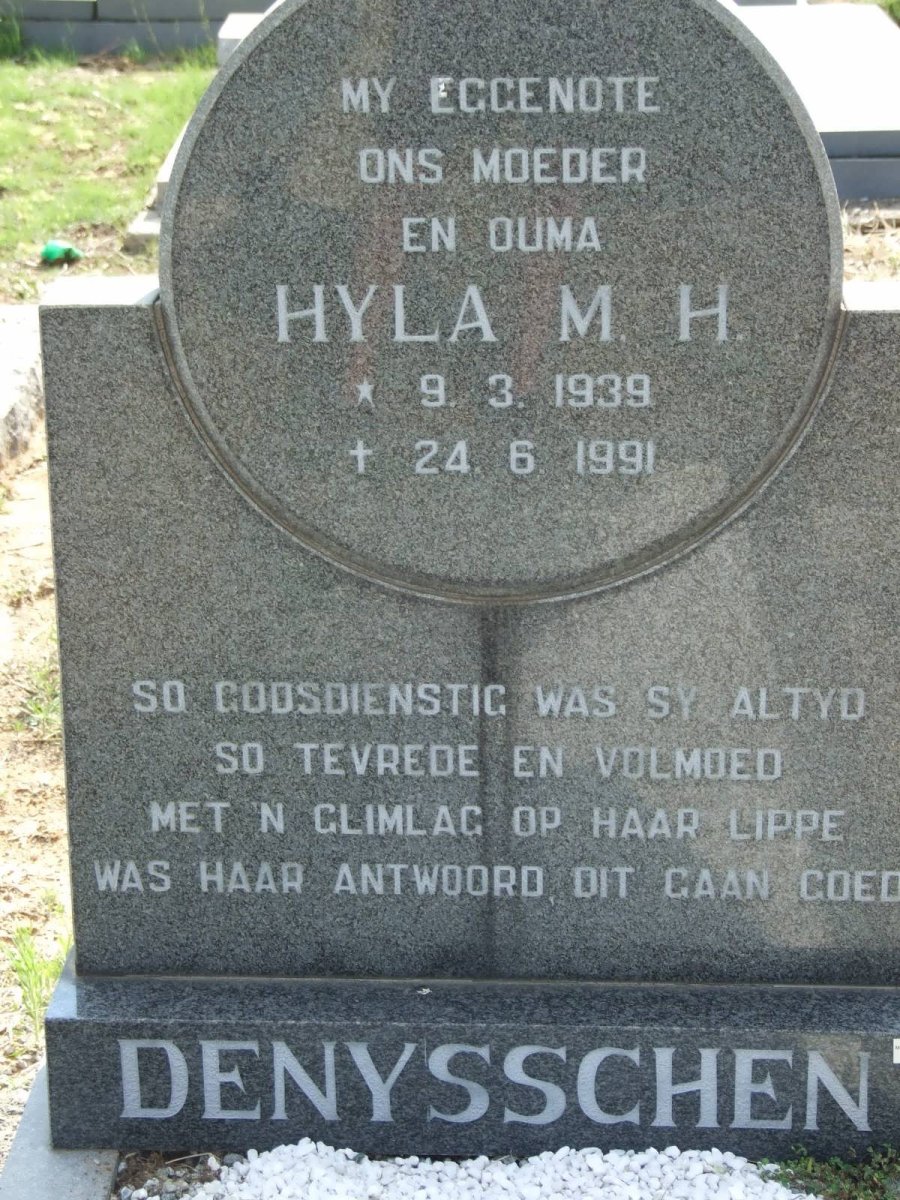 MY EGGENOTE
ONS MOEDER
EN OUMA
HYLA M. H.
★ 9. 3. 1939
✝ 24. 6 1991
SO GODSDIENSTIG WAS SY ALTYD
SO TEVREDE EN VOLMOED
MET 'N GLIMLAG OP HAAR LIPPE
WAS HAAR ANTWOORD, DIT GAAN GOED
DENYSSCHEN